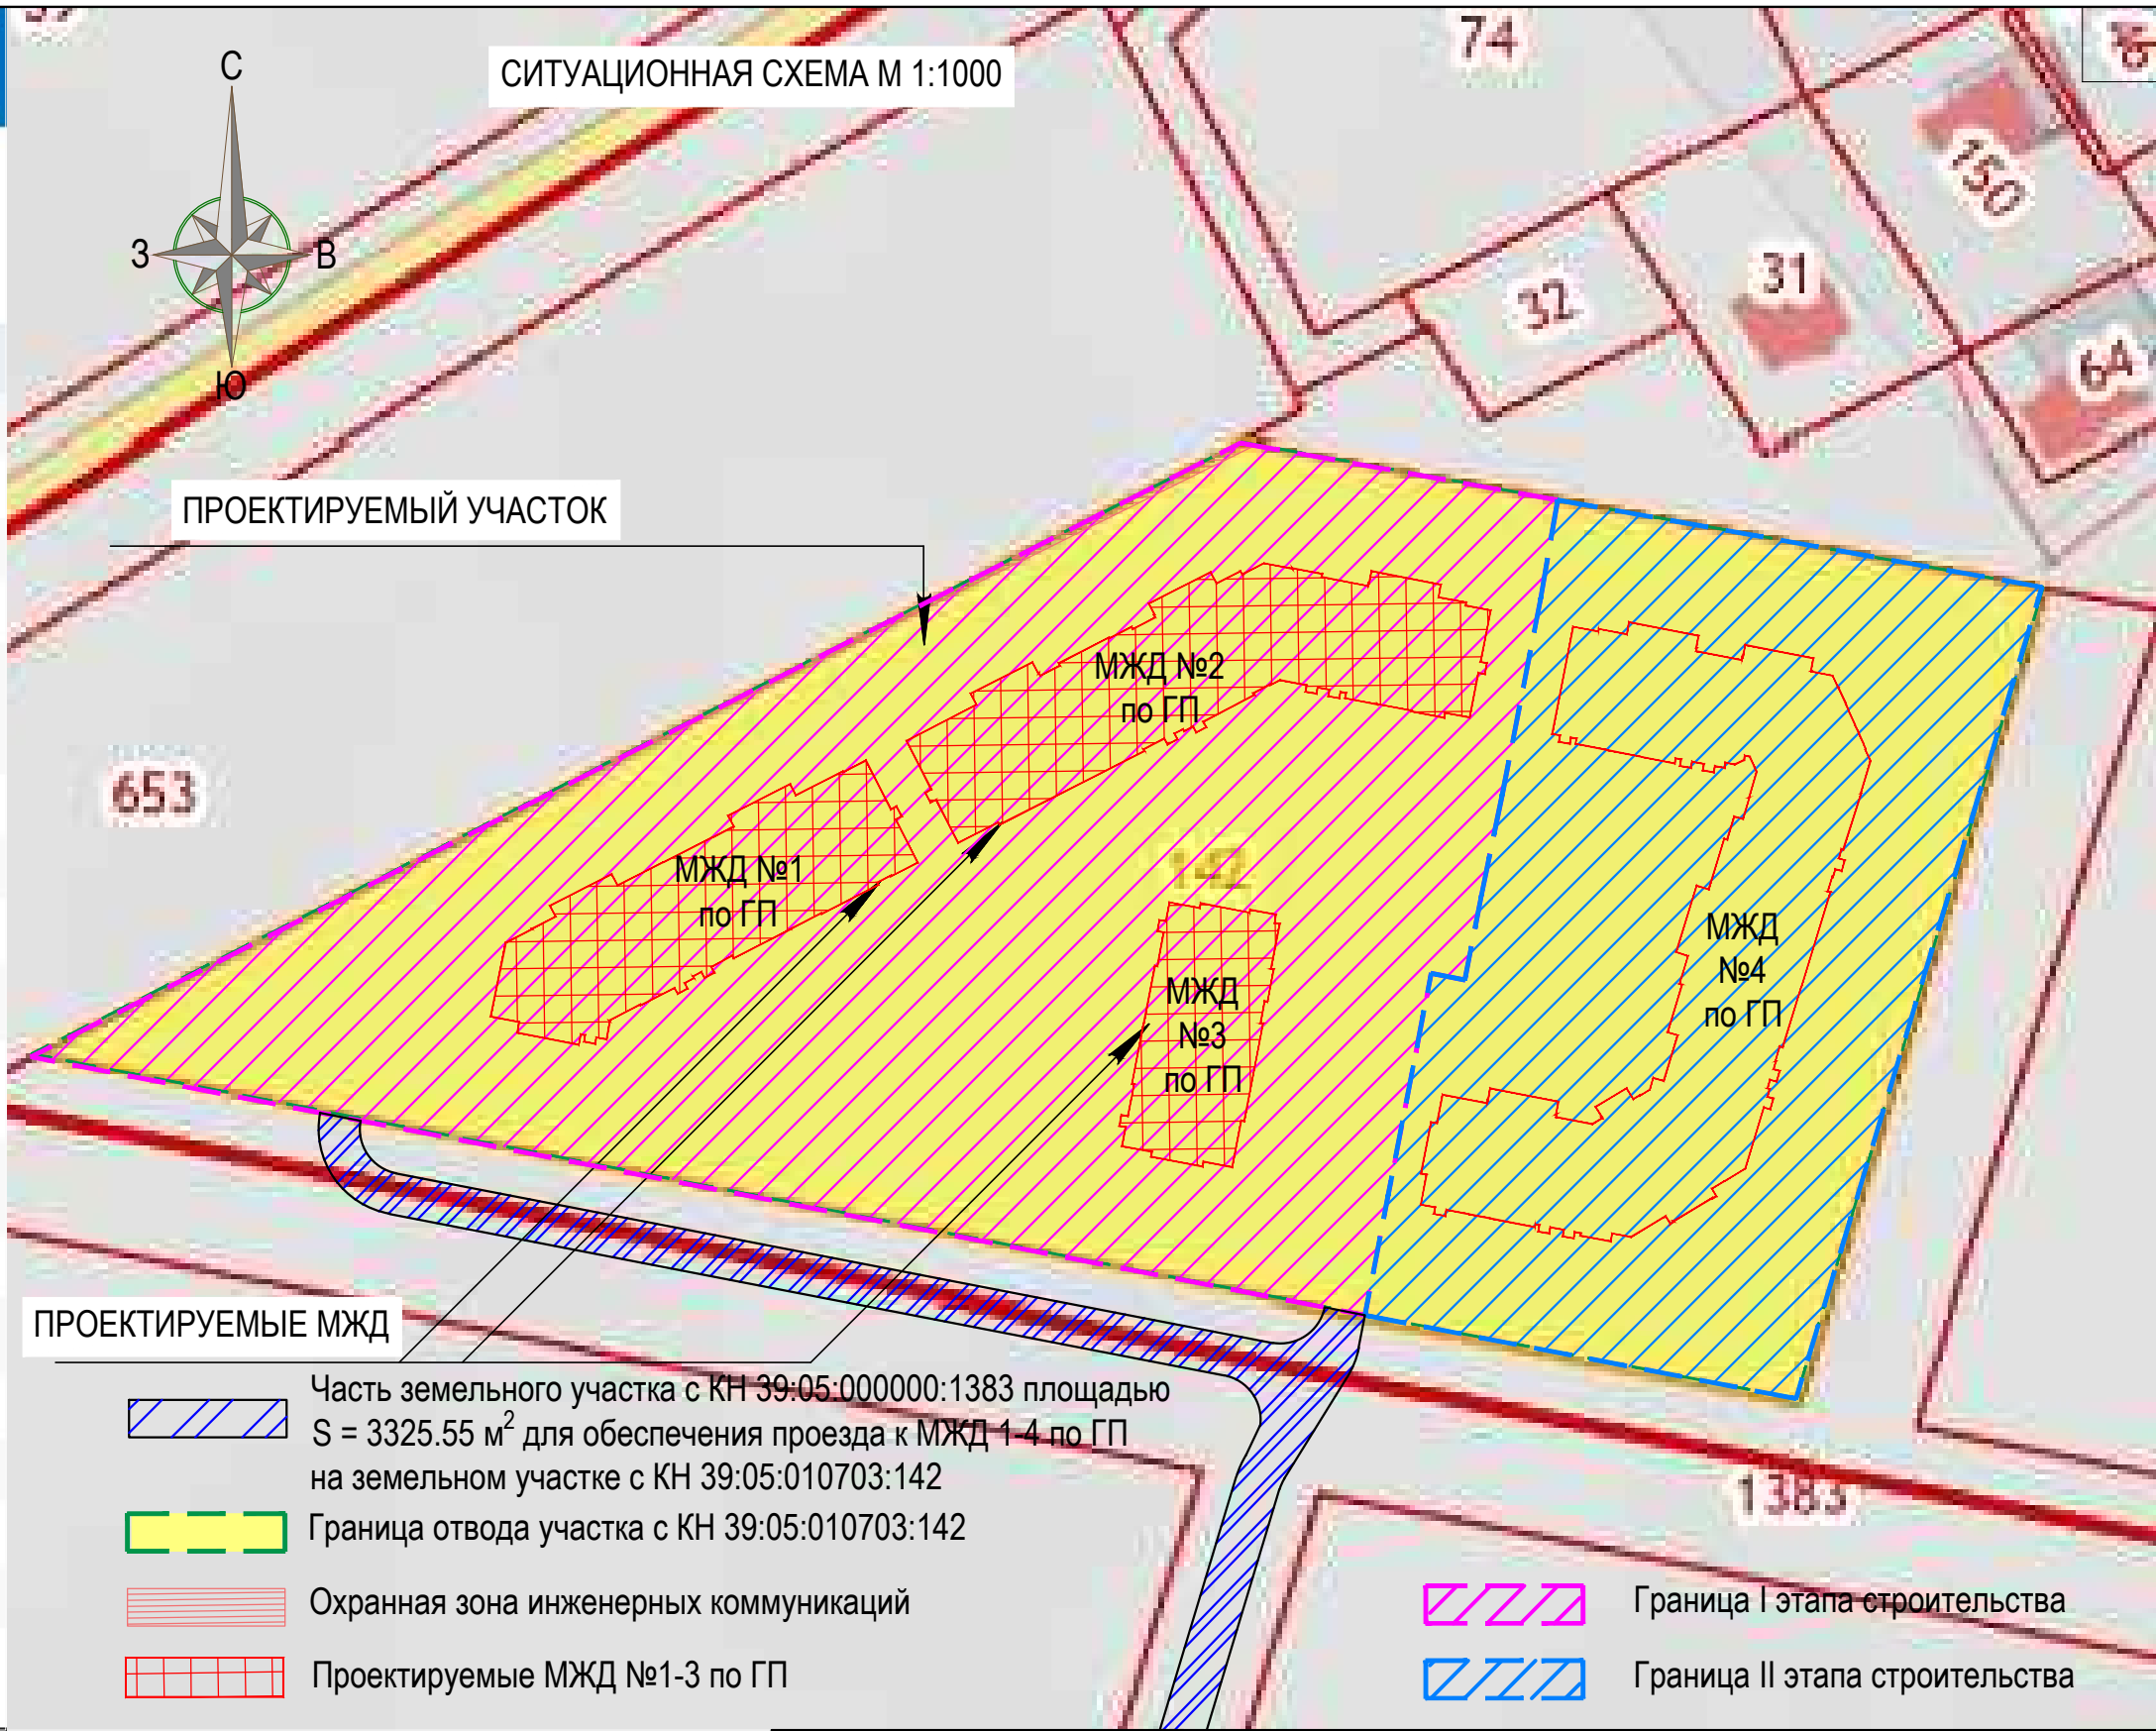 74
С
СИТУАЦИОННАЯ СХЕМА М 1:1000
150
З
В
31
32
64
Ю
ПРОЕКТИРУЕМЫЙ УЧАСТОК
МЖД №2
по ГП
653
МЖД №1
по ГП
142
МЖД
№4
по ГП
МЖД
№3
по ГП
ПРОЕКТИРУЕМЫЕ МЖД
Часть земельного участка с КН 39:05:000000:1383 площадью
S = 3325.55 м² для обеспечения проезда к МЖД 1-4 по ГП
на земельном участке с КН 39:05:010703:142
1383
Граница отвода участка с КН 39:05:010703:142
Охранная зона инженерных коммуникаций
Проектируемые МЖД №1-3 по ГП
Граница I этапа строительства
Граница II этапа строительства